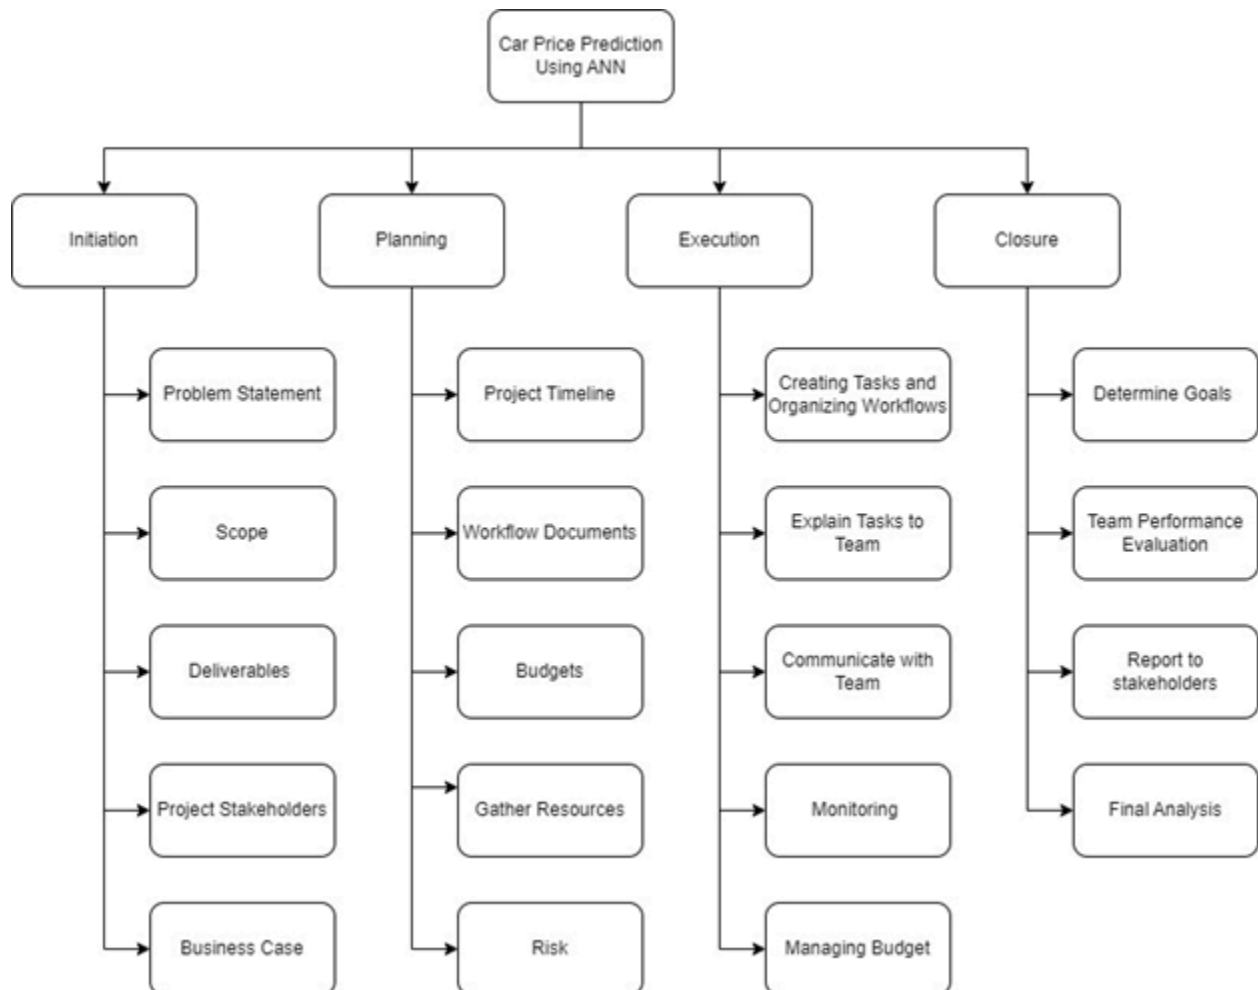 Car Price Prediction
Using ANN
Initiation
Planning
Execution
Closure
Problem Statement
Project Timeline
Creating Tasks and
Organizing Workflows
Determine Goals
Scope
Workflow Documents
Explain Tasks to
Team
Team Performance
Evaluation
Deliverables
Budgets
Communicate with
Team
Report to
stakeholders
Project Stakeholders
Gather Resources
Monitoring
Final Analysis
Business Case
Risk
Managing Budget